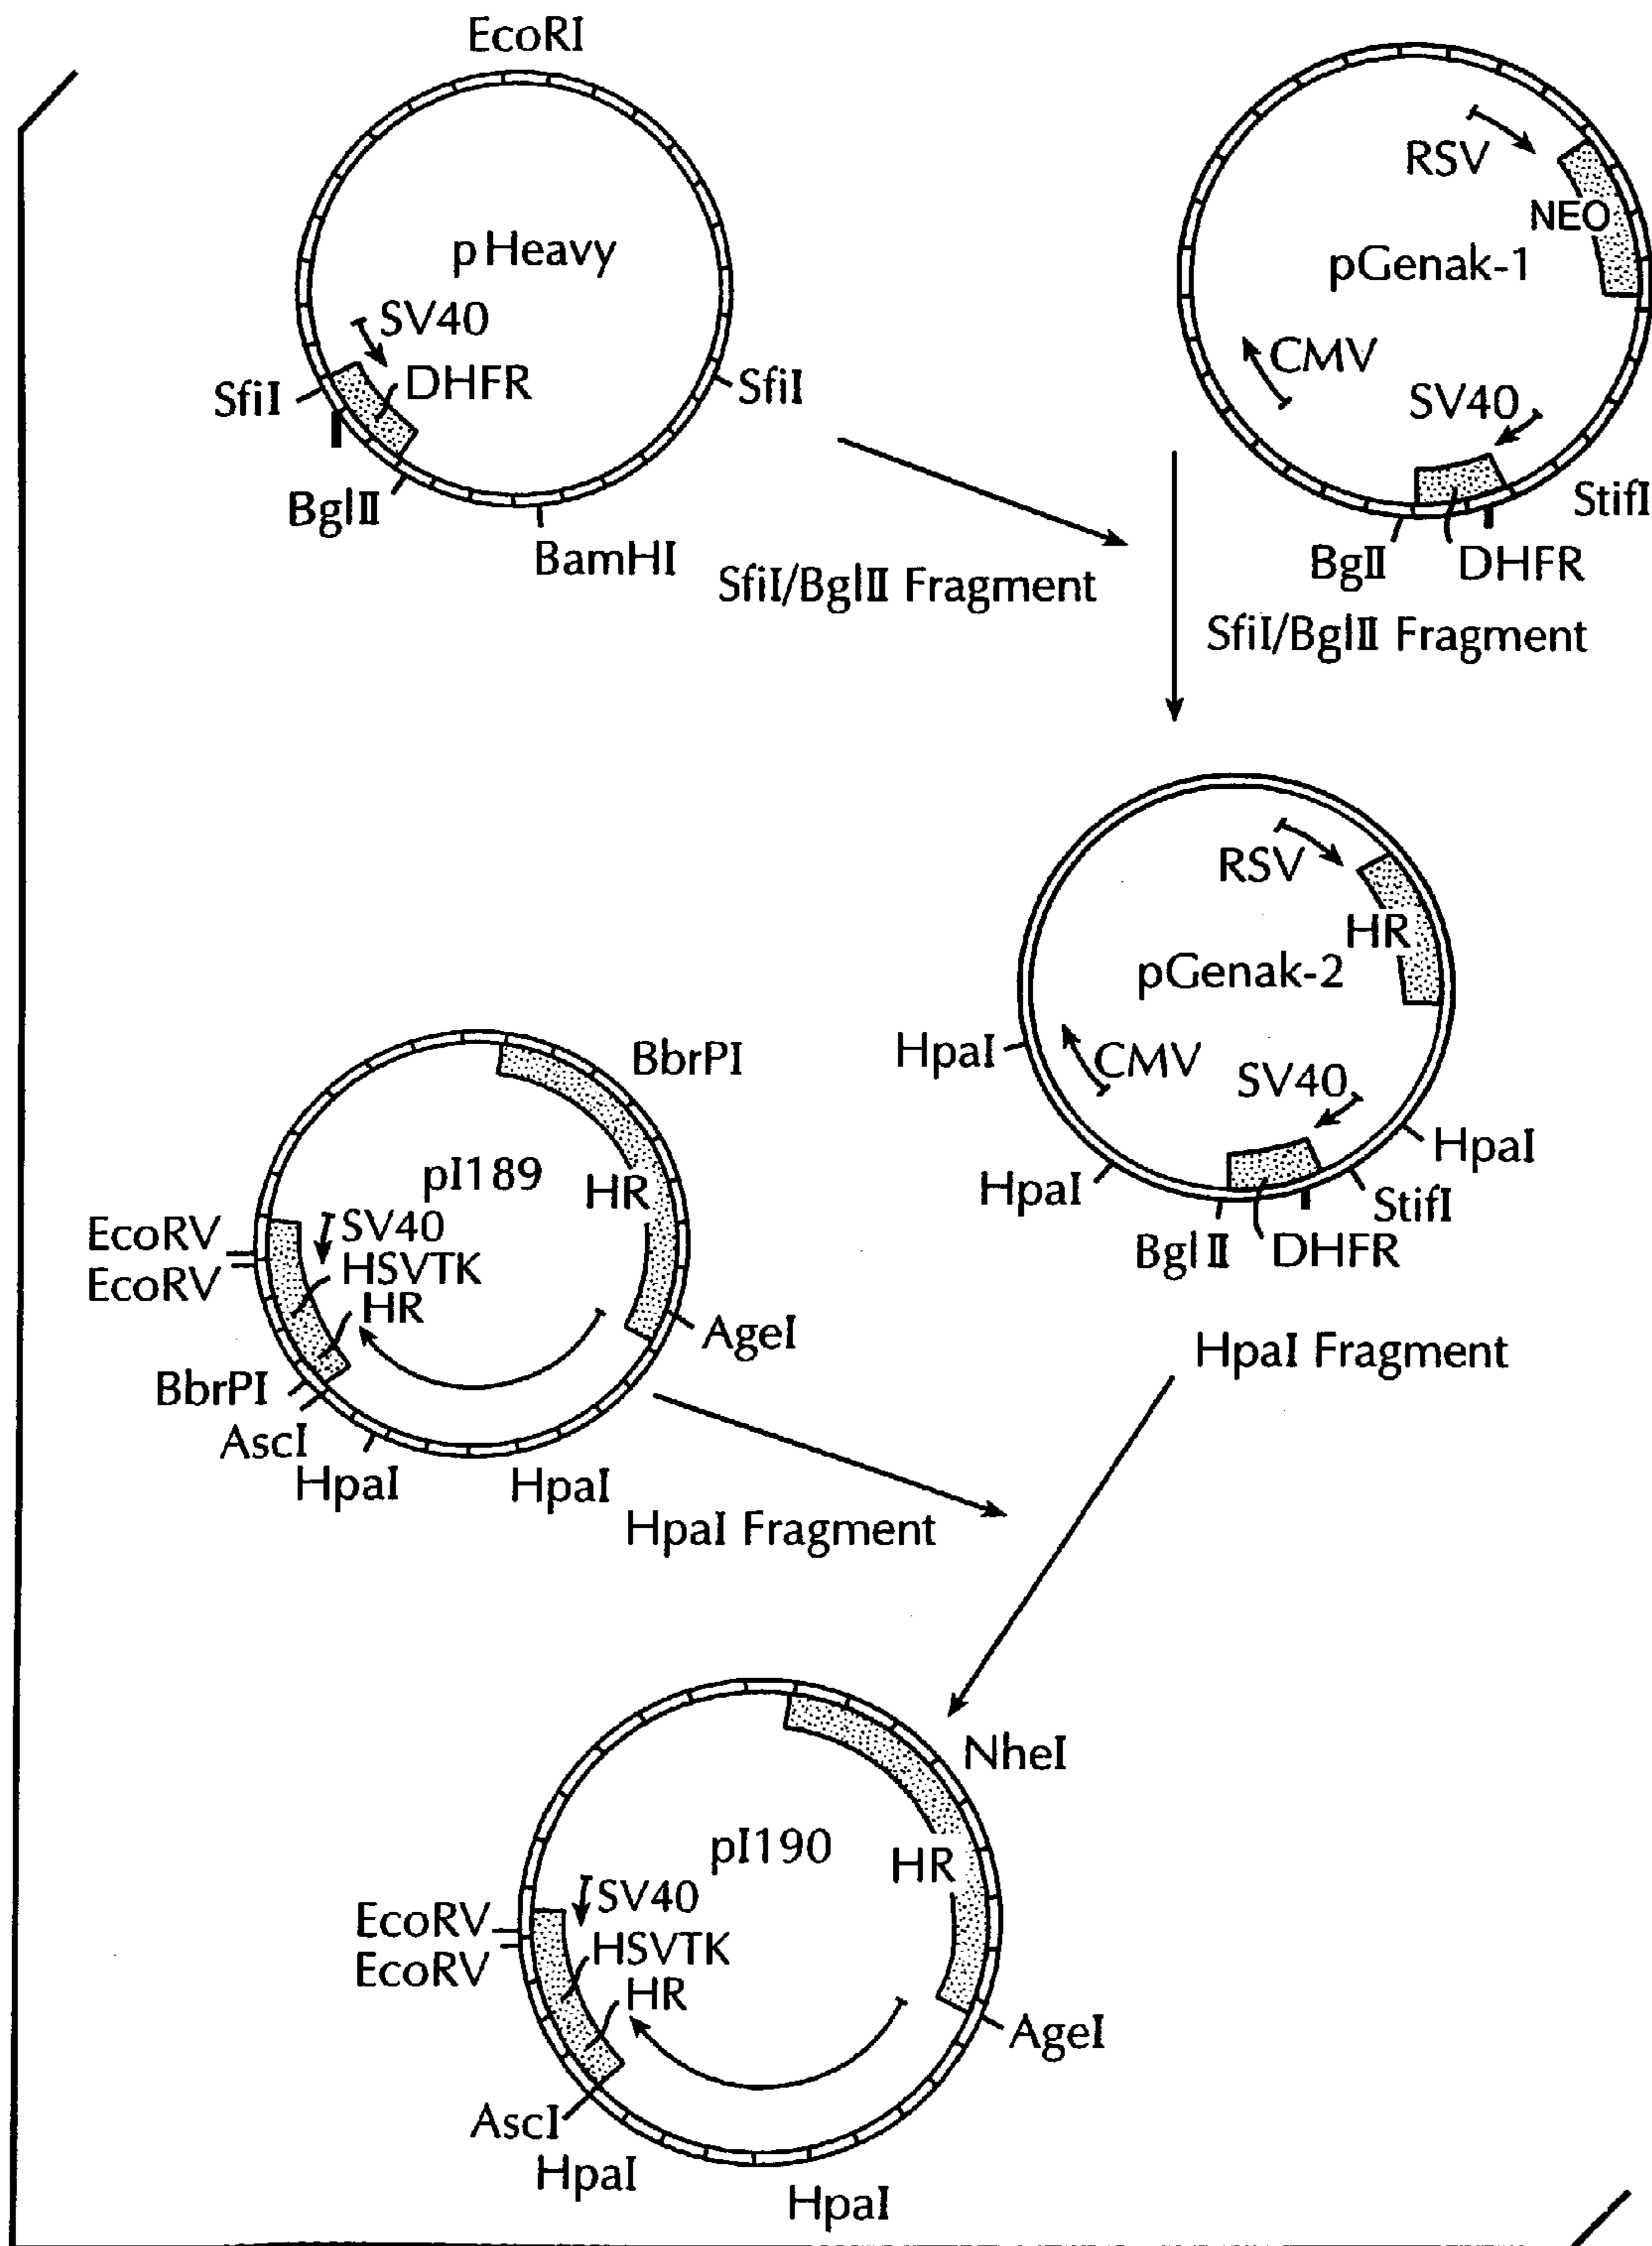 EcoRI
pHeavy
SV40
DHFR
SfiI
SfiI
BglⅡ
BamHI
RSV
NEO
pGenak-1
CMV
SV40
StifI
BgⅡ
DHFR
SfiI/BglⅡ Fragment
SfiI/BglⅡ Fragment
RSV
HR
pGenak-2
HpaI
CMV
SV40
HpaI
HpaI
StifI
BglⅡ
DHFR
BbrPI
pI189
HR
EcoRV
SV40
EcoRV
HSVTK
HR
AgeI
BbrPI
AscI
HpaI
HpaI
HpaI Fragment
HpaI Fragment
NheI
pI190
HR
EcoRV
SV40
EcoRV
HSVTK
HR
AgeI
AscI
HpaI
HpaI